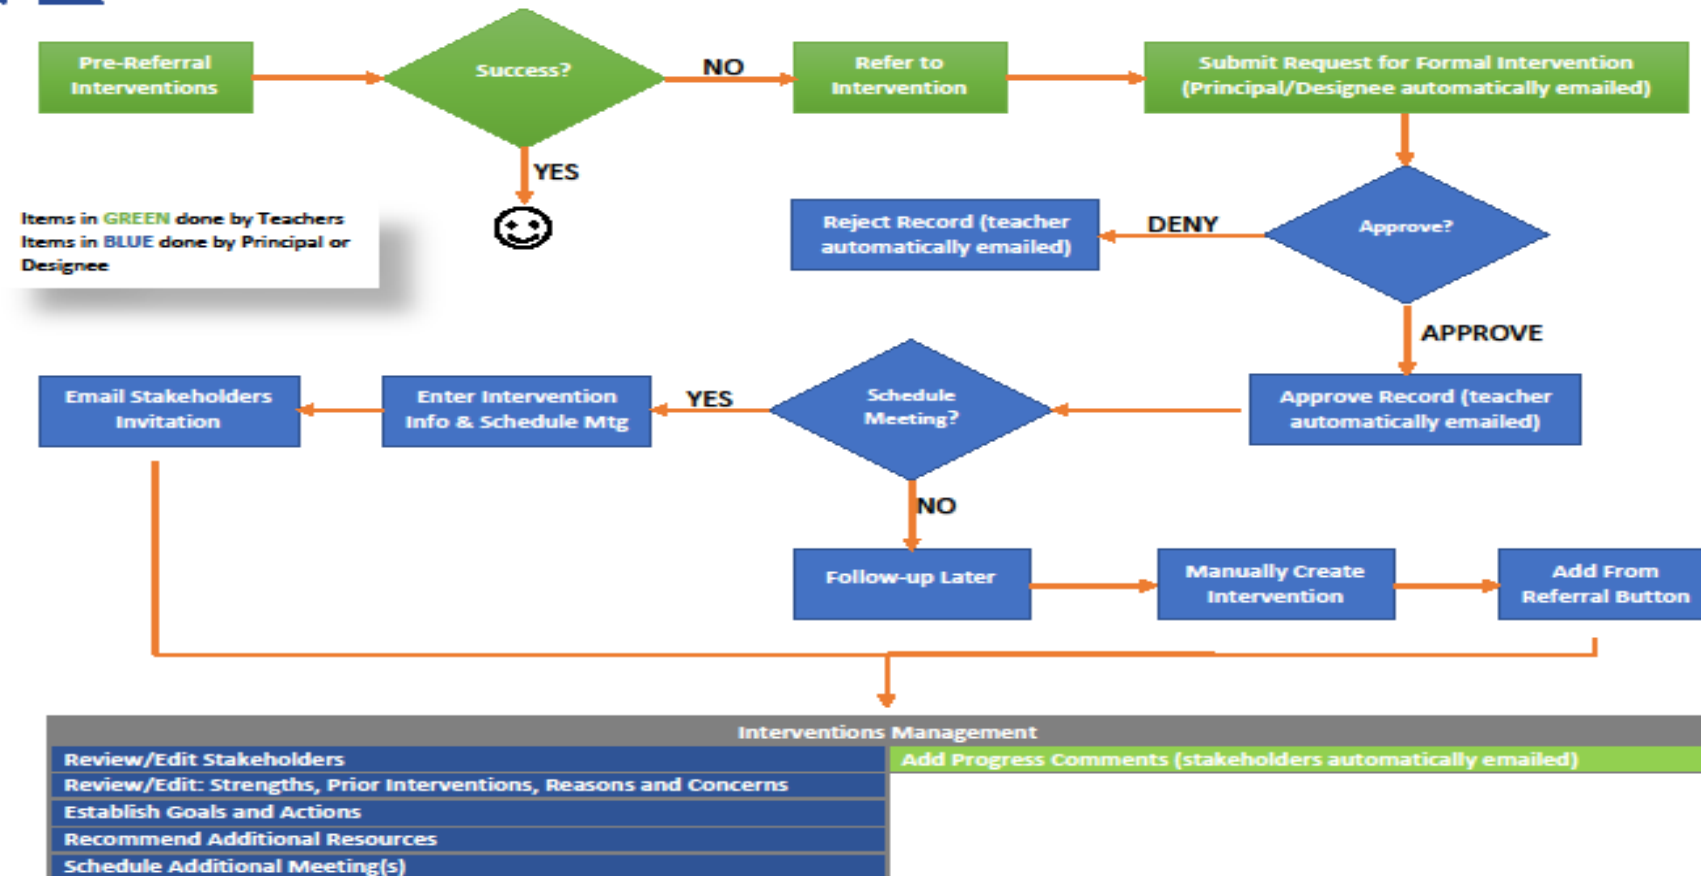 Pre-Referral
Interventions
Success?
NO
Refer to
Intervention
Submit Request for Formal Intervention
(Principal/Designee automatically emailed)
YES
Items in GREEN done by Teachers
Items in BLUE done by Principal or
Designee
Reject Record (teacher
automatically emailed)
DENY
Approve?
APPROVE
Email Stakeholders
Invitation
Enter Intervention
Info & Schedule Mtg
YES
Schedule
Meeting?
Approve Record (teacher
automatically emailed)
NO
Follow-up Later
Manually Create
Intervention
Add From
Referral Button
Interventions Management
Review/Edit Stakeholders
Add Progress Comments (stakeholders automatically emailed)
Review/Edit: Strengths, Prior Interventions, Reasons and Concerns
Establish Goals and Actions
Recommend Additional Resources
Schedule Additional Meeting(s)